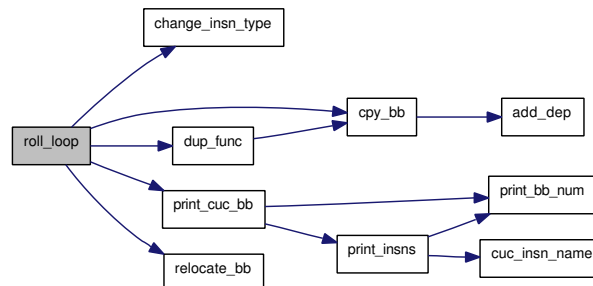 change_insn_type
roll_loop
cpy_bb
add_dep
dup_func
print_cuc_bb
print_bb_num
print_insns
cuc_insn_name
relocate_bb